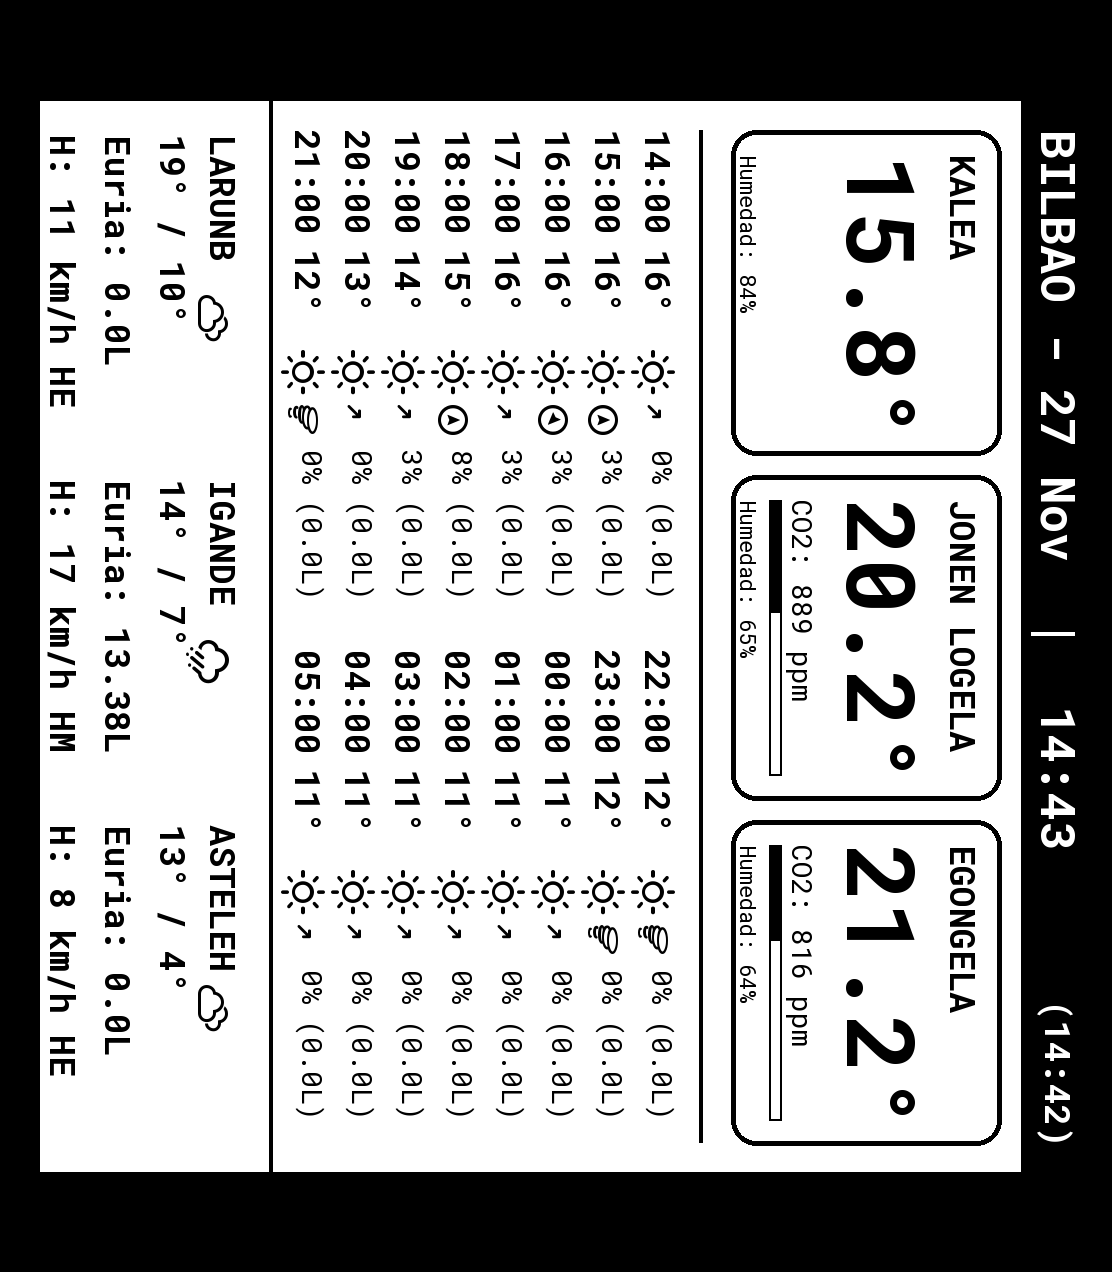 BILBAO - 27 Nov | 14:43 (14:42)
KALEA
15.8°
Humedad: 84%
JONEN LOGELA
20.2°
CO2: 889 ppm
Humedad: 65%
EGONGELA
21.2°
CO2: 816 ppm
Humedad: 64%
14:00 16° 0% (0.0L)
15:00 16° 3% (0.0L)
16:00 16° 3% (0.0L)
17:00 16° 3% (0.0L)
18:00 15° 8% (0.0L)
19:00 14° 3% (0.0L)
20:00 13° 0% (0.0L)
21:00 12° 0% (0.0L)
22:00 12° 0% (0.0L)
23:00 12° 0% (0.0L)
00:00 11° 0% (0.0L)
01:00 11° 0% (0.0L)
02:00 11° 0% (0.0L)
03:00 11° 0% (0.0L)
04:00 11° 0% (0.0L)
05:00 11° 0% (0.0L)
LARUNB
19° / 10°
Euria: 0.0L
H: 11 km/h HE
IGANDE
14° / 7°
Euria: 13.38L
H: 17 km/h HM
ASTELEH
13° / 4°
Euria: 0.0L
H: 8 km/h HE